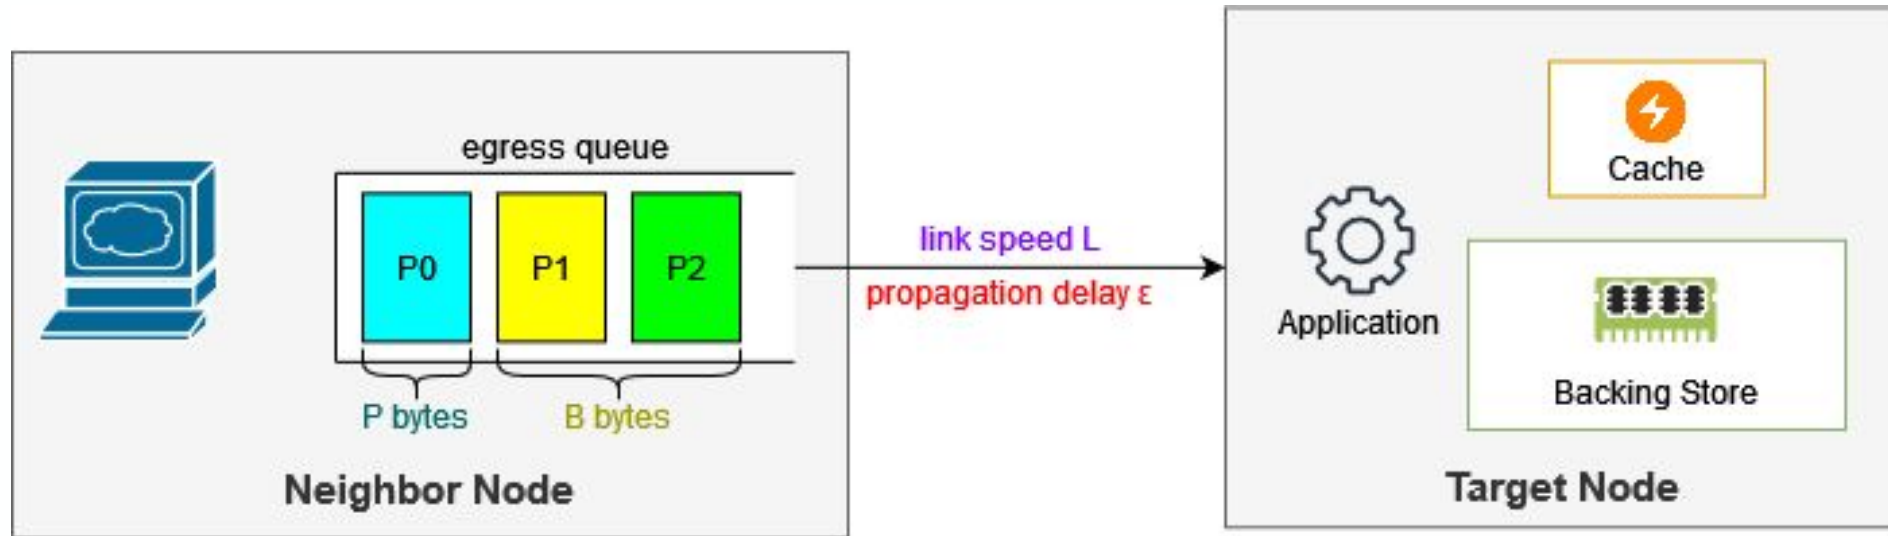 egress queue
P0
P1
P2
P bytes
B bytes
Neighbor Node
link speed L
propagation delay ε
Application
Cache
Backing Store
Target Node